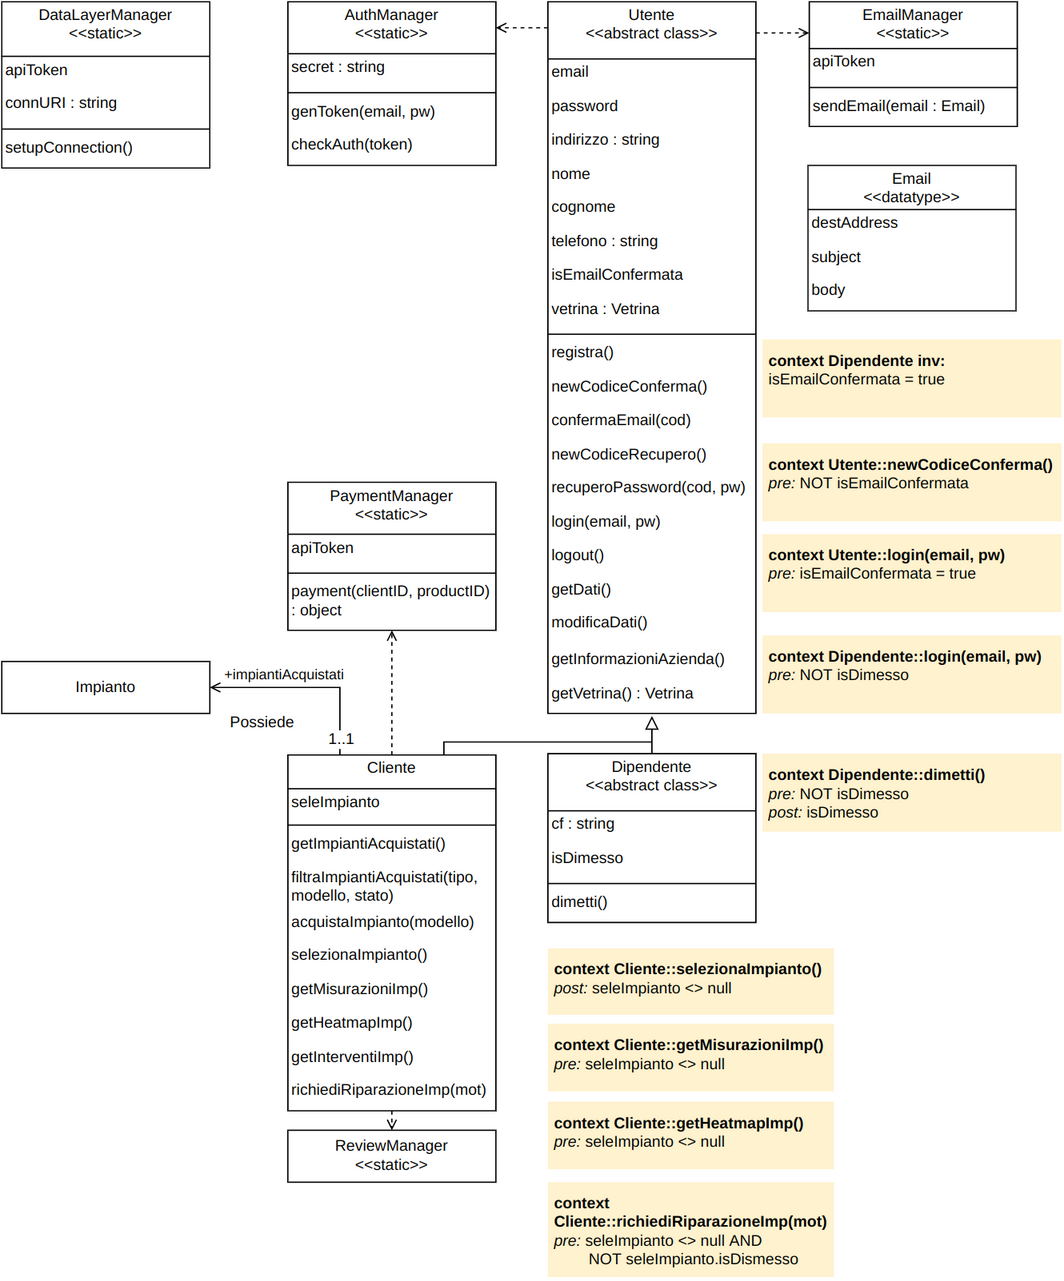 DataLayerManager
<<static>>
apiToken
connURI : string
setupConnection()
AuthManager
<<static>>
secret : string
genToken(email, pw)
checkAuth(token)
Utente
<<abstract class>>
email
password
indirizzo : string
nome
cognome
telefono : string
isEmailConfermata
vetrina : Vetrina
registra()
newCodiceConferma()
confermaEmail(cod)
newCodiceRecupero()
recuperoPassword(cod, pw)
login(email, pw)
logout()
getDati()
modificaDati()
getInformazioniAzienda()
getVetrina() : Vetrina
EmailManager
<<static>>
apiToken
sendEmail(email : Email)
Email
<<datatype>>
destAddress
subject
body
context Dipendente inv:
isEmailConfermata = true
context Utente::newCodiceConferma()
pre: NOT isEmailConfermata
context Utente::login(email, pw)
pre: isEmailConfermata = true
context Dipendente::login(email, pw)
pre: NOT isDimesso
context Dipendente::dimetti()
pre: NOT isDimesso
post: isDimesso
PaymentManager
<<static>>
apiToken
payment(clientID, productID)
: object
Impianto
+impiantiAcquistati
Possiede
1..1
Cliente
seleImpianto
getImpiantiAcquistati()
filtraImpiantiAcquistati(tipo,
modello, stato)
acquistaImpianto(modello)
selezionaImpianto()
getMisurazioniImp()
getHeatmapImp()
getInterventiImp()
richiediRiparazioneImp(mot)
ReviewManager
<<static>>
Dipendente
<<abstract class>>
cf : string
isDimesso
dimetti()
context Cliente::selezionaImpianto()
post: seleImpianto <> null
context Cliente::getMisurazioniImp()
pre: seleImpianto <> null
context Cliente::getHeatmapImp()
pre: seleImpianto <> null
context
Cliente::richiediRiparazioneImp(mot)
pre: seleImpianto <> null AND
NOT seleImpianto.isDismesso